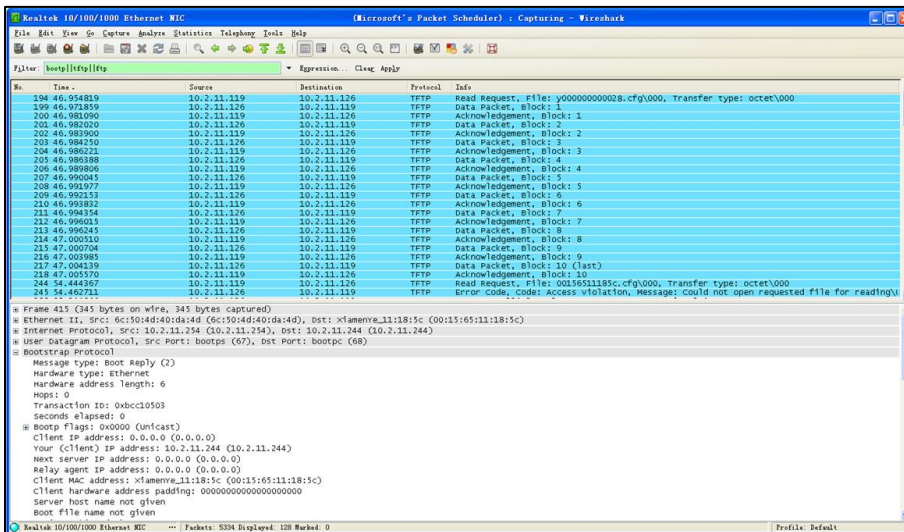 Realtek 10/100/1000 Ethernet NIC (Microsoft's Packet Scheduler) : Capturing - Wireshark
File Edit View Go Capture Analyze Statistics Telephony Tools Help
Filter: bootp||tftp||ftp Expression... Clear Apply
No. Time . Source Destination Protocol Info
194 46.954819 10.2.11.119 10.2.11.126 TFTP Read Request, File: y000000000028.cfg\000, Transfer type: octet\000
199 46.971859 10.2.11.126 10.2.11.119 TFTP Data Packet, Block: 1
200 46.981090 10.2.11.119 10.2.11.126 TFTP Acknowledgement, Block: 1
201 46.982020 10.2.11.126 10.2.11.119 TFTP Data Packet, Block: 2
202 46.983900 10.2.11.119 10.2.11.126 TFTP Acknowledgement, Block: 2
203 46.984250 10.2.11.126 10.2.11.119 TFTP Data Packet, Block: 3
204 46.986221 10.2.11.119 10.2.11.126 TFTP Acknowledgement, Block: 3
205 46.986388 10.2.11.126 10.2.11.119 TFTP Data Packet, Block: 4
206 46.989806 10.2.11.119 10.2.11.126 TFTP Acknowledgement, Block: 4
207 46.990045 10.2.11.126 10.2.11.119 TFTP Data Packet, Block: 5
208 46.991977 10.2.11.119 10.2.11.126 TFTP Acknowledgement, Block: 5
209 46.992153 10.2.11.126 10.2.11.119 TFTP Data Packet, Block: 6
210 46.993832 10.2.11.119 10.2.11.126 TFTP Acknowledgement, Block: 6
211 46.994354 10.2.11.126 10.2.11.119 TFTP Data Packet, Block: 7
212 46.996015 10.2.11.119 10.2.11.126 TFTP Acknowledgement, Block: 7
213 46.996245 10.2.11.126 10.2.11.119 TFTP Data Packet, Block: 8
214 47.000510 10.2.11.119 10.2.11.126 TFTP Acknowledgement, Block: 8
215 47.000704 10.2.11.126 10.2.11.119 TFTP Data Packet, Block: 9
216 47.003985 10.2.11.119 10.2.11.126 TFTP Acknowledgement, Block: 9
217 47.004139 10.2.11.126 10.2.11.119 TFTP Data Packet, Block: 10 (last)
218 47.005570 10.2.11.119 10.2.11.126 TFTP Acknowledgement, Block: 10
244 54.444367 10.2.11.119 10.2.11.126 TFTP Read Request, File: 00156511185c.cfg\000, Transfer type: octet\000
245 54.462711 10.2.11.126 10.2.11.119 TFTP Error Code, Code: Access violation, Message: Could not open requested file for reading\(
Frame 415 (345 bytes on wire, 345 bytes captured)
Ethernet II, Src: 6c:50:4d:40:da:4d (6c:50:4d:40:da:4d), Dst: XiamenYe_11:18:5c (00:15:65:11:18:5c)
Internet Protocol, Src: 10.2.11.254 (10.2.11.254), Dst: 10.2.11.244 (10.2.11.244)
User Datagram Protocol, Src Port: bootps (67), Dst Port: bootpc (68)
Bootstrap Protocol
Message type: Boot Reply (2)
Hardware type: Ethernet
Hardware address length: 6
Hops: 0
Transaction ID: 0xbcc10503
Seconds elapsed: 0
Bootp flags: 0x0000 (Unicast)
Client IP address: 0.0.0.0 (0.0.0.0)
Your (client) IP address: 10.2.11.244 (10.2.11.244)
Next server IP address: 0.0.0.0 (0.0.0.0)
Relay agent IP address: 0.0.0.0 (0.0.0.0)
Client MAC address: XiamenYe_11:18:5c (00:15:65:11:18:5c)
Client hardware address padding: 00000000000000000000
Server host name not given
Boot file name not given
Realtek 10/100/1000 Ethernet NIC ... Packets: 5334 Displayed: 128 Marked: 0 Profile: Default